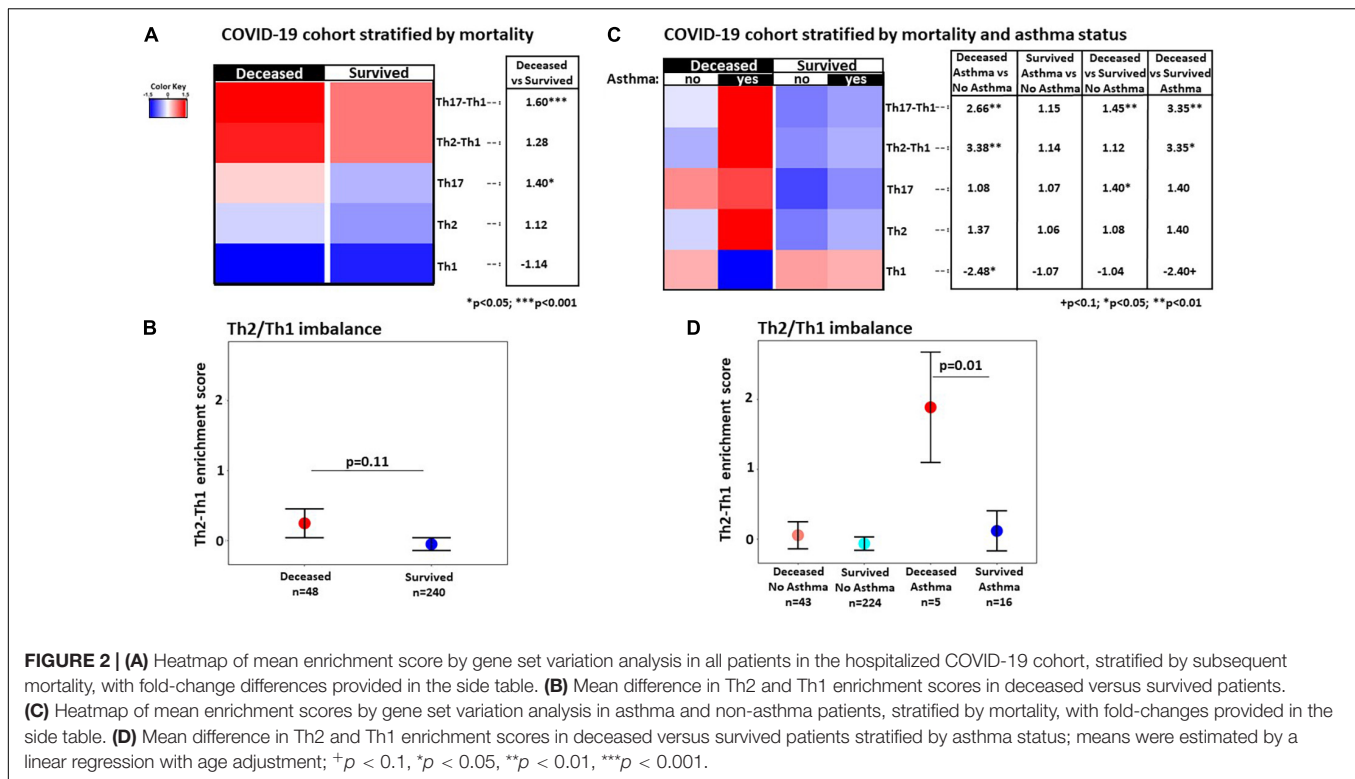 A
COVID-19 cohort stratified by mortality
Color Key
-1.5 0 1.5
Deceased Survived
Deceased
vs Survived
Th17-Th1 --: 1.60***
Th2-Th1 --: 1.28
Th17 --: 1.40*
Th2 --: 1.12
Th1 --: -1.14
*p<0.05; ***p<0.001
B
Th2/Th1 imbalance
Th2-Th1 enrichment score
2
1
0
p=0.11
Deceased
n=48
Survived
n=240
C
COVID-19 cohort stratified by mortality and asthma status
Deceased Survived
Asthma: no yes no yes
Deceased
Asthma vs
No Asthma
Survived
Asthma vs
No Asthma
Deceased
vs Survived
No Asthma
Deceased
vs Survived
Asthma
Th17-Th1 --: 2.66** 1.15 1.45** 3.35**
Th2-Th1 --: 3.38** 1.14 1.12 3.35*
Th17 --: 1.08 1.07 1.40* 1.40
Th2 --: 1.37 1.06 1.08 1.40
Th1 --: -2.48* -1.07 -1.04 -2.40+
+p<0.1; *p<0.05; **p<0.01
D
Th2/Th1 imbalance
Th2-Th1 enrichment score
2
1
0
p=0.01
Deceased
No Asthma
n=43
Survived
No Asthma
n=224
Deceased
Asthma
n=5
Survived
Asthma
n=16
FIGURE 2 | (A) Heatmap of mean enrichment score by gene set variation analysis in all patients in the hospitalized COVID-19 cohort, stratified by subsequent
mortality, with fold-change differences provided in the side table. (B) Mean difference in Th2 and Th1 enrichment scores in deceased versus survived patients.
(C) Heatmap of mean enrichment scores by gene set variation analysis in asthma and non-asthma patients, stratified by mortality, with fold-changes provided in the
side table. (D) Mean difference in Th2 and Th1 enrichment scores in deceased versus survived patients stratified by asthma status; means were estimated by a
linear regression with age adjustment; +p < 0.1, *p < 0.05, **p < 0.01, ***p < 0.001.